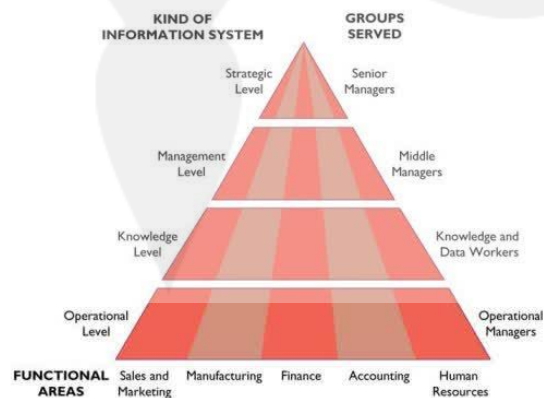 KIND OF
INFORMATION SYSTEM
GROUPS
SERVED
Strategic
Level
Senior
Managers
Management
Level
Middle
Managers
Knowledge
Level
Knowledge and
Data Workers
Operational
Level
Operational
Managers
FUNCTIONAL
AREAS
Sales and
Marketing
Manufacturing
Finance
Accounting
Human
Resources